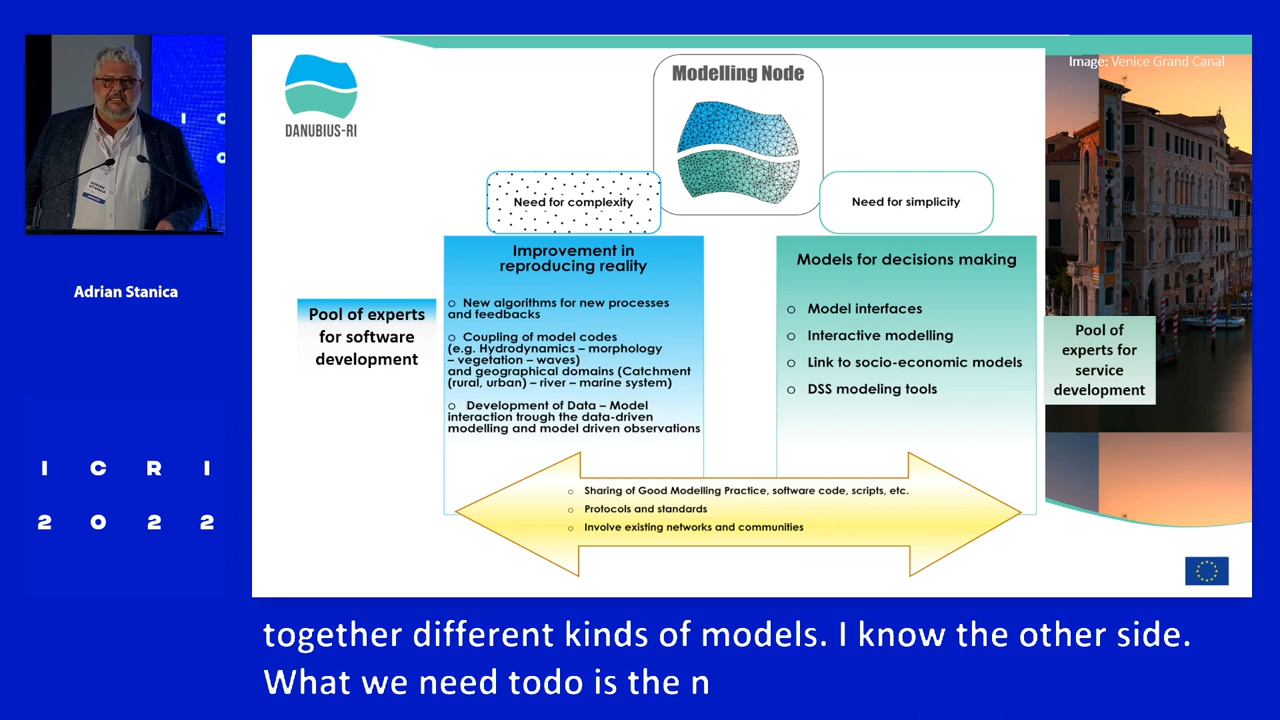 Image: Venice Grand Canal
Modelling Node
DANUBIUS-RI
Need for complexity
Need for simplicity
Improvement in
reproducing reality
o New algorithms for new processes
and feedbacks
o Coupling of model codes
(e.g. Hydrodynamics – morphology
– vegetation – waves)
and geographical domains (Catchment
(rural, urban) – river – marine system)
o Development of Data – Model
interaction trough the data-driven
modelling and model driven observations
Models for decisions making
o Model interfaces
o Interactive modelling
o Link to socio-economic models
o DSS modeling tools
Pool of experts
for software
development
Pool of
experts for
service
development
o Sharing of Good Modelling Practice, software code, scripts, etc.
o Protocols and standards
o Involve existing networks and communities
Adrian Stanica
I C R I
2 0 2 2
together different kinds of models. I know the other side.
What we need todo is the n